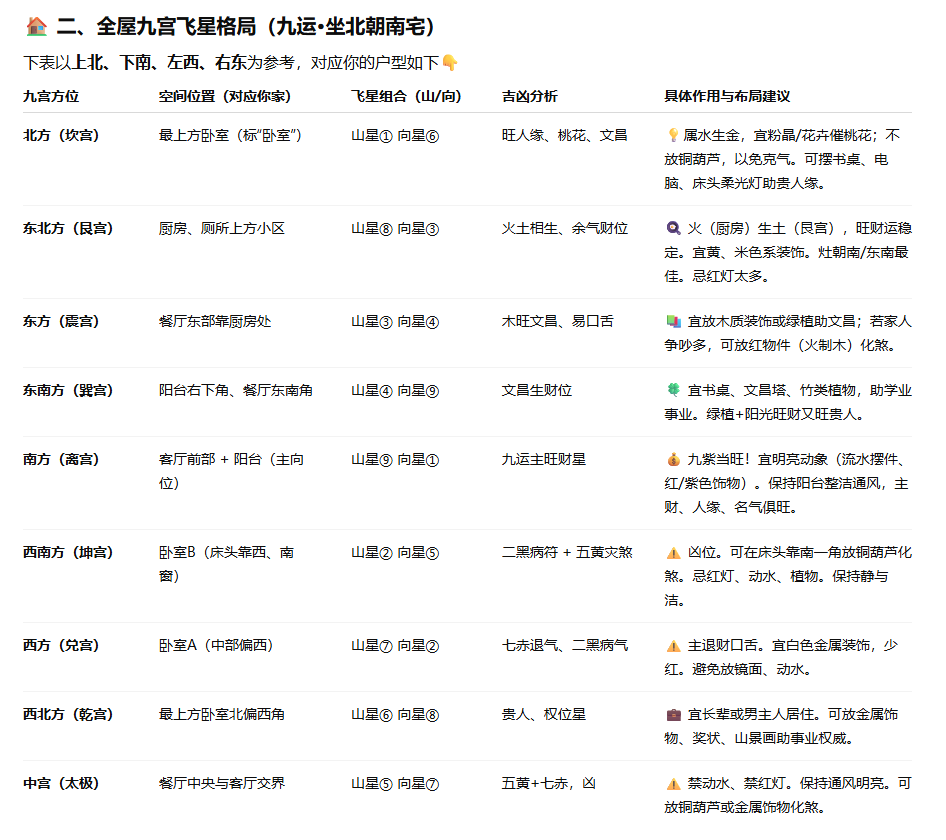 🏠 二、全屋九宫飞星格局（九运·坐北朝南宅）
下表以上北、下南、左西、右东为参考，对应你的户型如下👇
九宫方位 空间位置（对应你家） 飞星组合（山/向） 吉凶分析 具体作用与布局建议
北方（坎宫） 最上方卧室（标“卧室”） 山星① 向星⑥ 旺人缘、桃花、文昌 💡属水生金，宜粉晶/花卉催桃花；不
放铜葫芦，以免克气。可摆书桌、电
脑、床头柔光灯助贵人缘。
东北方（艮宫） 厨房、厕所上方小区 山星⑧ 向星③ 火土相生、余气财位 🍳 火（厨房）生土（艮宫），旺财运稳
定。宜黄、米色系装饰。灶朝南/东南最
佳。忌红灯太多。
东方（震宫） 餐厅东部靠厨房处 山星③ 向星④ 木旺文昌、易口舌 📚 宜放木质装饰或绿植助文昌；若家人
争吵多，可放红物件（火制木）化煞。
东南方（巽宫） 阳台右下角、餐厅东南角 山星④ 向星⑨ 文昌生财位 🍀 宜书桌、文昌塔、竹类植物，助学业
事业。绿植+阳光旺财又旺贵人。
南方（离宫） 客厅前部 + 阳台（主向 山星⑨ 向星① 九运主旺财星 💰 九紫当旺！宜明亮动象（流水摆件、
位） 红/紫色饰物）。保持阳台整洁通风，主
财、人缘、名气俱旺。
西南方（坤宫） 卧室B（床头靠西、南 山星② 向星⑤ 二黑病符 + 五黄灾煞 ⚠️ 凶位。可在床头靠南一角放铜葫芦化
窗） 煞。忌红灯、动水、植物。保持静与
洁。
西方（兑宫） 卧室A（中部偏西） 山星⑦ 向星② 七赤退气、二黑病气 ⚠️ 主退财口舌。宜白色金属装饰，少
红。避免放镜面、动水。
西北方（乾宫） 最上方卧室北偏西角 山星⑥ 向星⑧ 贵人、权位星 💼 宜长辈或男主人居住。可放金属饰
物、奖状、山景画助事业权威。
中宫（太极） 餐厅中央与客厅交界 山星⑤ 向星⑦ 五黄+七赤，凶 ⚠️ 禁动水、禁红灯。保持通风明亮。可
放铜葫芦或金属饰物化煞。